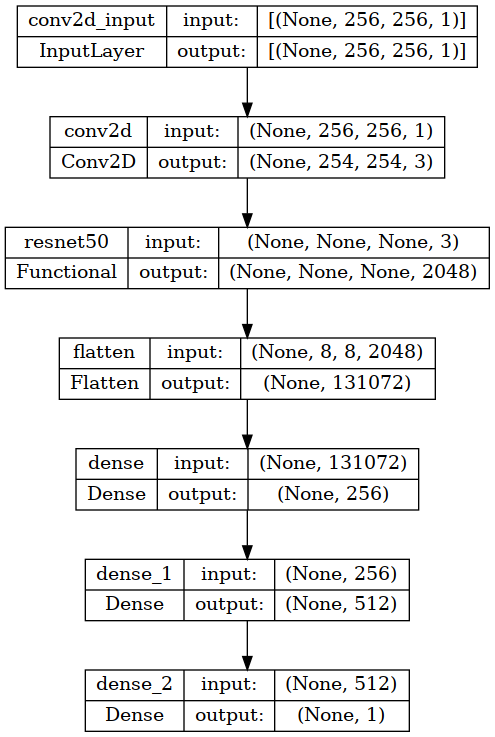 conv2d_input input: [(None, 256, 256, 1)]
InputLayer output: [(None, 256, 256, 1)]
conv2d input: (None, 256, 256, 1)
Conv2D output: (None, 254, 254, 3)
resnet50 input: (None, None, None, 3)
Functional output: (None, None, None, 2048)
flatten input: (None, 8, 8, 2048)
Flatten output: (None, 131072)
dense input: (None, 131072)
Dense output: (None, 256)
dense_1 input: (None, 256)
Dense output: (None, 512)
dense_2 input: (None, 512)
Dense output: (None, 1)